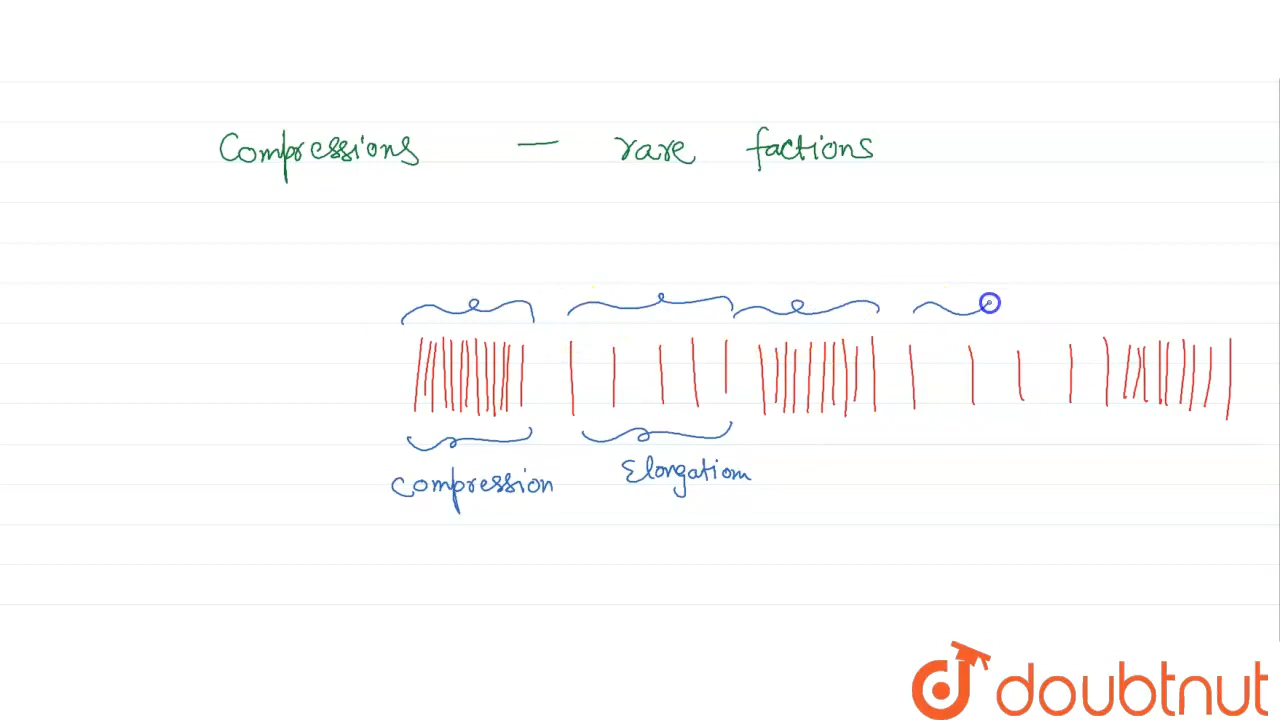 Compressions — rare factions
Compression
Elongation
doubtnut